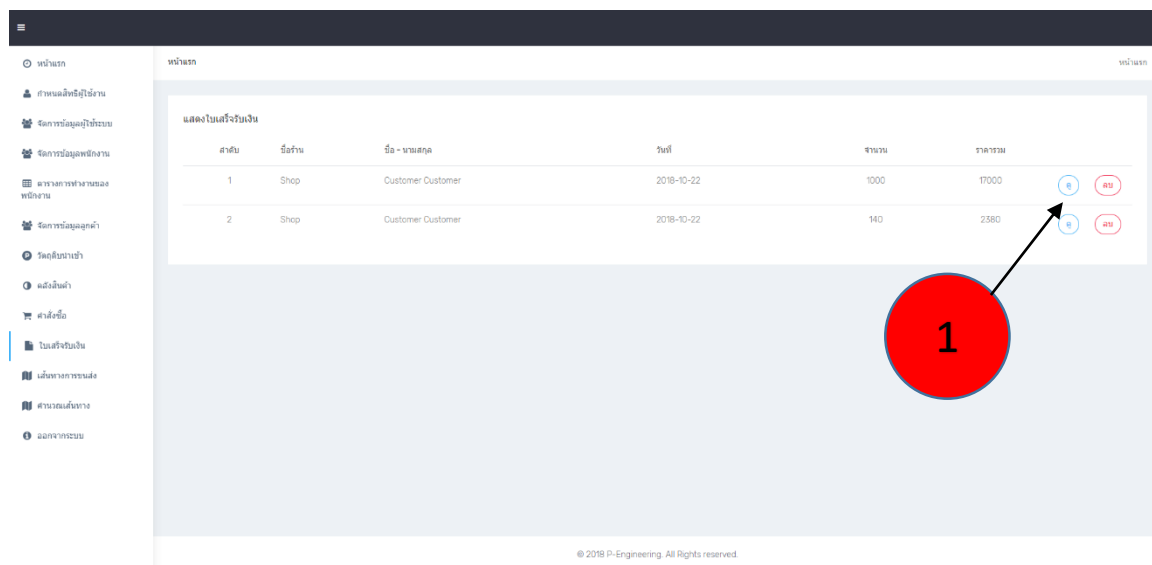 หน้าแรก
กำหนดสิทธิผู้ใช้งาน
จัดการข้อมูลผู้ใช้ระบบ
จัดการข้อมูลพนักงาน
ตารางการทำงานของ
พนักงาน
จัดการข้อมูลลูกค้า
วัตถุดิบนำเข้า
คลังสินค้า
คำสั่งซื้อ
ใบเสร็จรับเงิน
เส้นทางการขนส่ง
คำนวณเส้นทาง
ออกจากระบบ
หน้าแรก หน้าแรก
แสดงใบเสร็จรับเงิน
ลำดับ ชื่อร้าน ชื่อ - นามสกุล วันที่ จำนวน ราคารวม
1 Shop Customer Customer 2018-10-22 1000 17000 ดู ลบ
2 Shop Customer Customer 2018-10-22 140 2380 ดู ลบ
1
© 2018 P-Engineering. All Rights reserved.